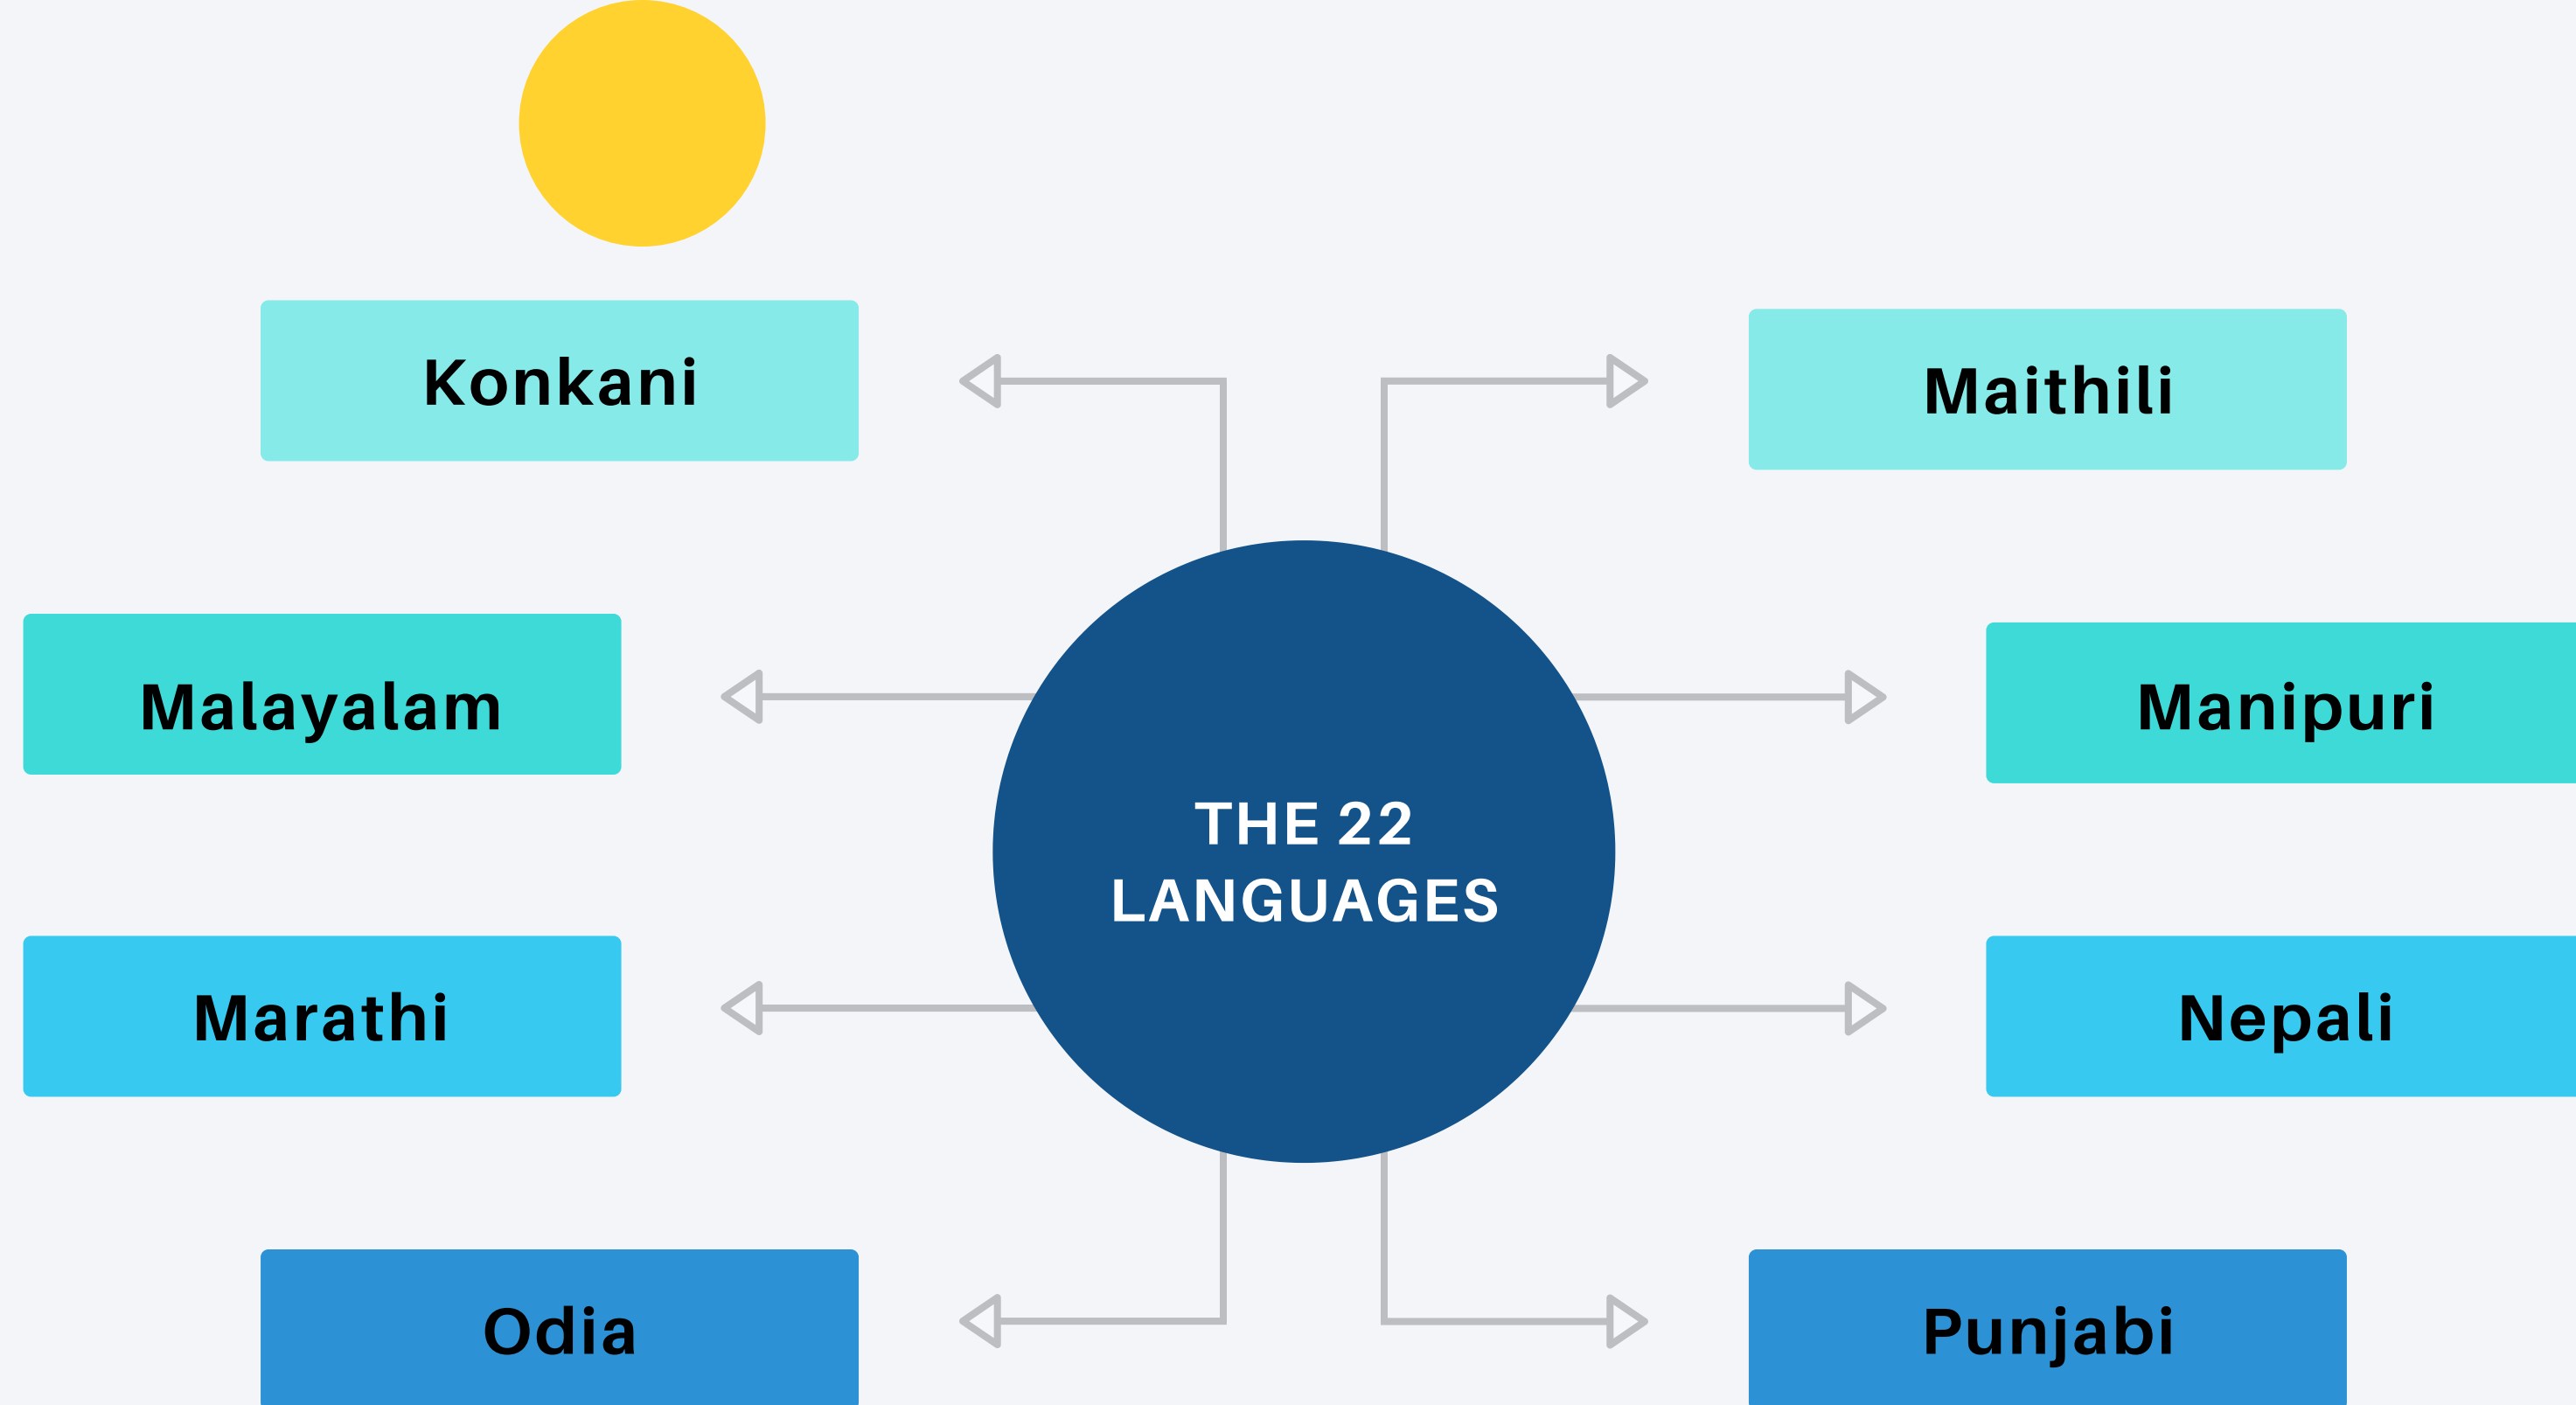 Konkani
Maithili
Malayalam
Manipuri
THE 22
LANGUAGES
Marathi
Nepali
Odia
Punjabi